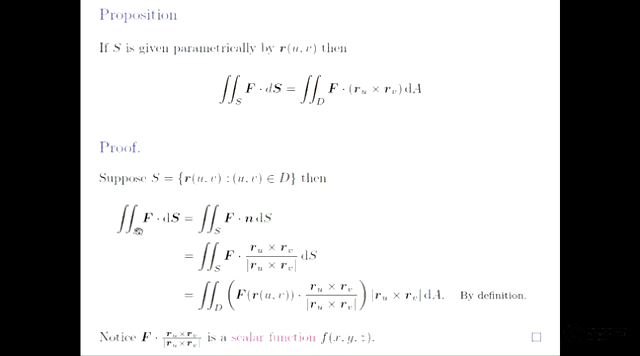 Proposition
If S is given parametrically by r(u, v) then
∬_S F · dS = ∬_D F · (r_u × r_v) dA
Proof.
Suppose S = {r(u, v) : (u, v) ∈ D} then
∬_S F · dS = ∬_S F · n dS
= ∬_S F · (r_u × r_v)/|r_u × r_v| dS
= ∬_D (F(r(u, v)) · (r_u × r_v)/|r_u × r_v|) |r_u × r_v| dA. By definition.
Notice F · (r_u × r_v)/|r_u × r_v| is a scalar function f(x, y, z). □